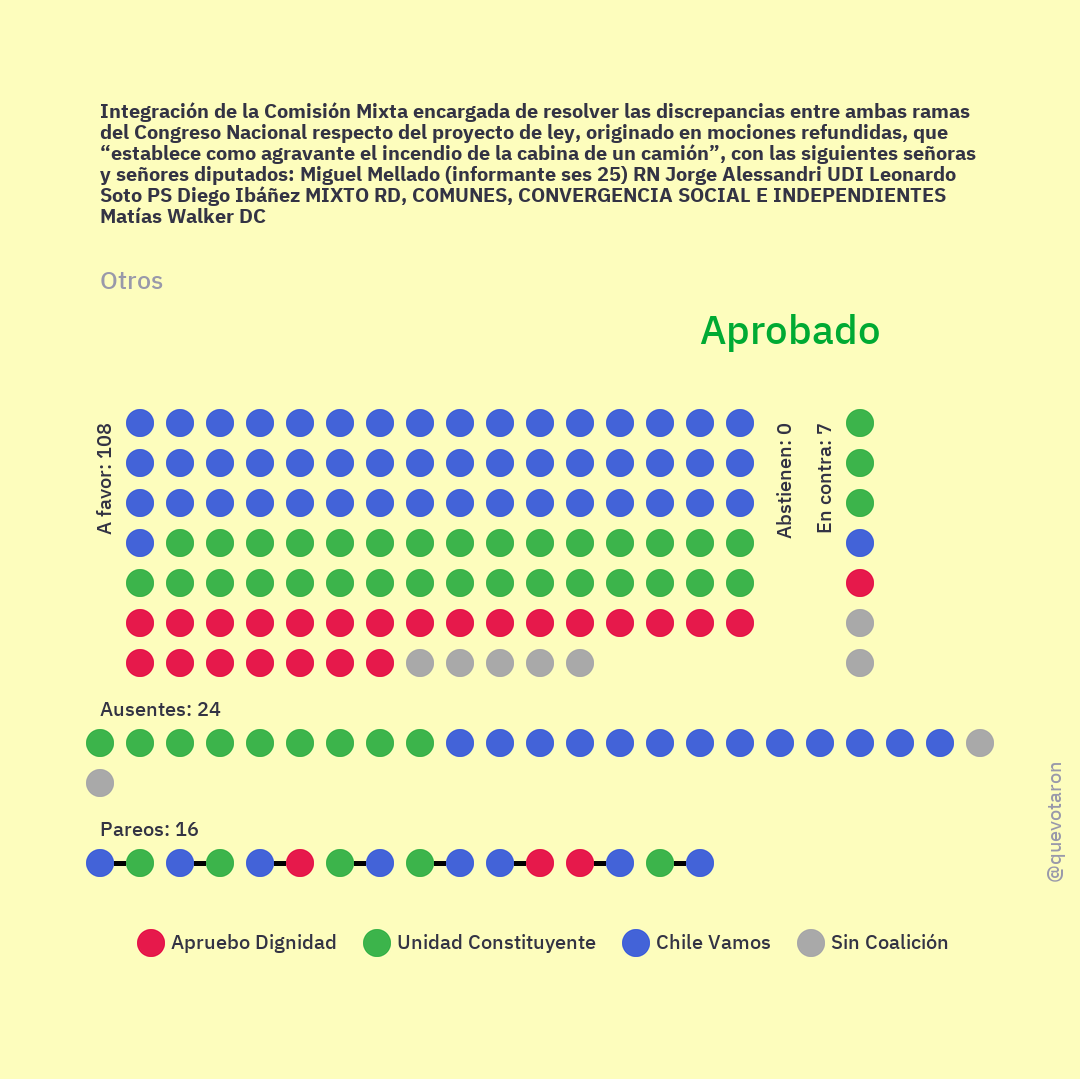 Integración de la Comisión Mixta encargada de resolver las discrepancias entre ambas ramas
del Congreso Nacional respecto del proyecto de ley, originado en mociones refundidas, que
“establece como agravante el incendio de la cabina de un camión”, con las siguientes señoras
y señores diputados: Miguel Mellado (informante ses 25) RN Jorge Alessandri UDI Leonardo
Soto PS Diego Ibáñez MIXTO RD, COMUNES, CONVERGENCIA SOCIAL E INDEPENDIENTES
Matías Walker DC
Otros
Aprobado
A favor: 108
Abstienen: 0
En contra: 7
Ausentes: 24
Pareos: 16
@quevotaron
Apruebo Dignidad
Unidad Constituyente
Chile Vamos
Sin Coalición